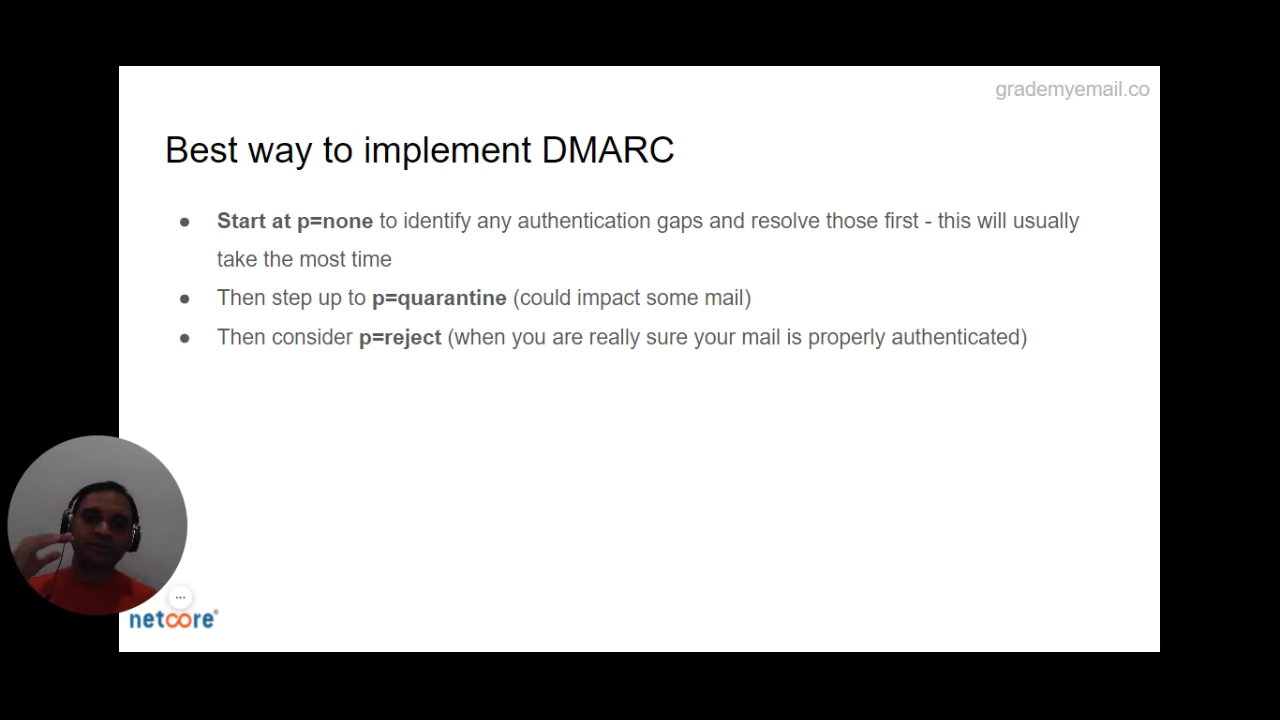 grademyemail.co
Best way to implement DMARC
● Start at p=none to identify any authentication gaps and resolve those first - this will usually
take the most time
● Then step up to p=quarantine (could impact some mail)
● Then consider p=reject (when you are really sure your mail is properly authenticated)
...
netcore®